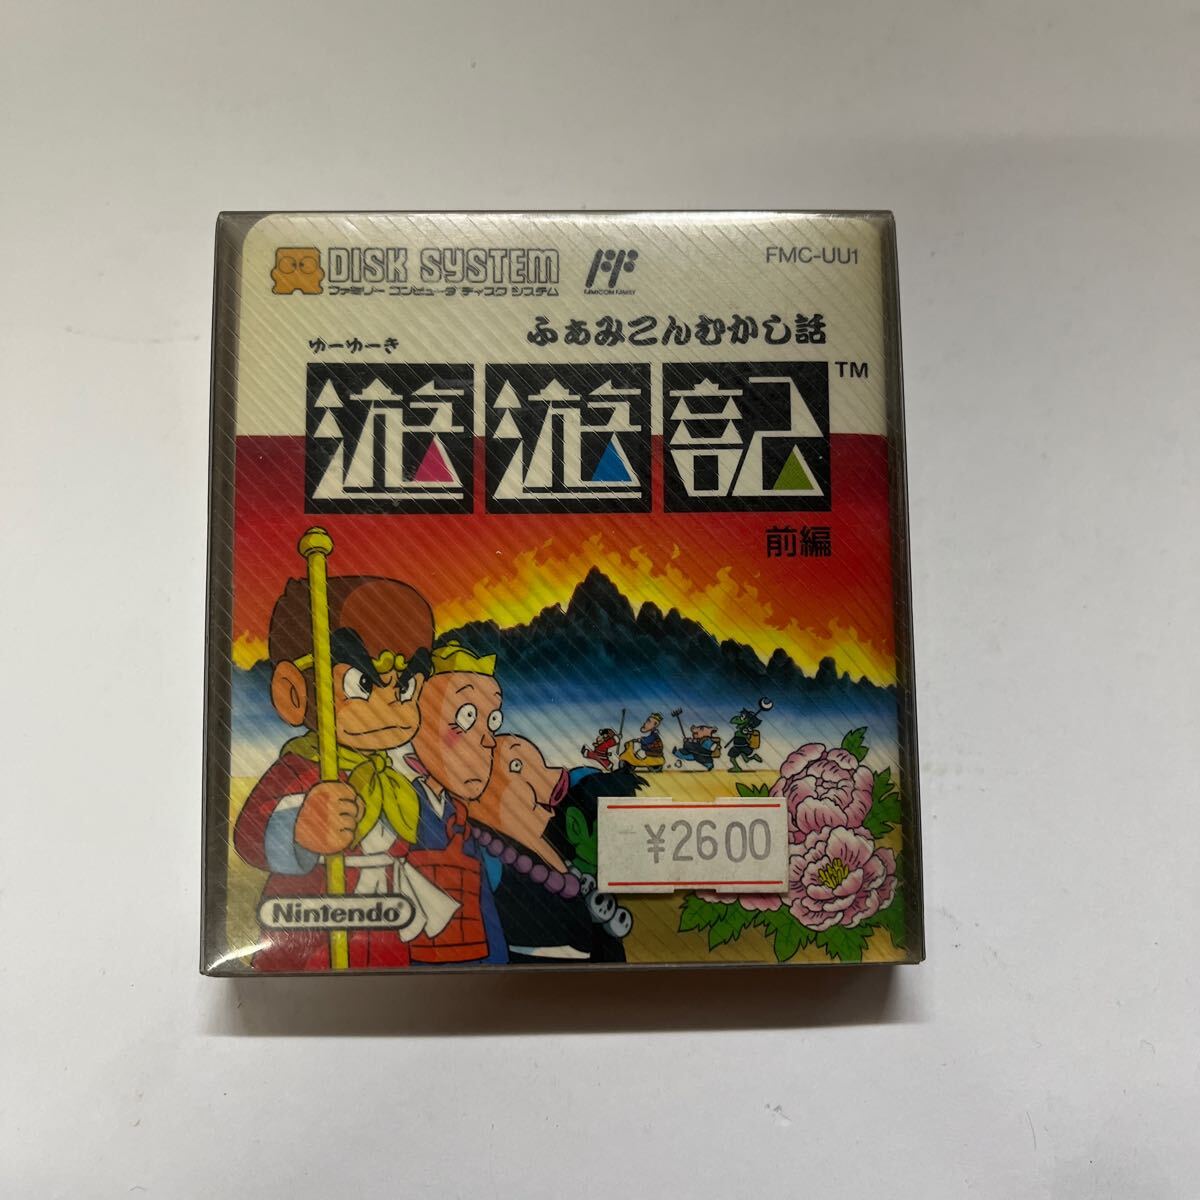 DISK SYSTEM
ファミリー コンピュータ ディスク システム
FAMICOM FAMILY
FMC-UU1
ふぁみこんむかし話
ゆーゆーき
遊遊記™
前編
¥2600
Nintendo